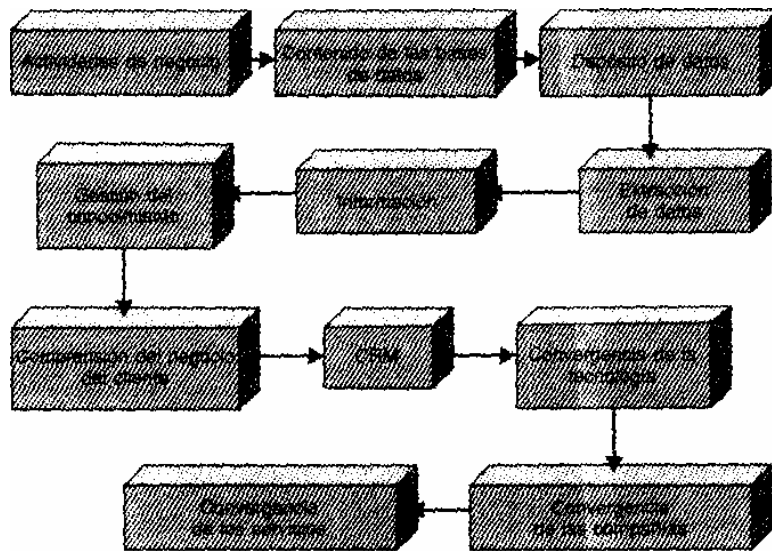 Actividades de negocio
Contenido de las bases
de datos
Depósito de datos
Extracción
de datos
Información
Gestión del
conocimiento
Comprensión del negocio
del cliente
CRM
Convergencia de la
tecnología
Convergencia
de las compañías
Convergencia
de los servicios